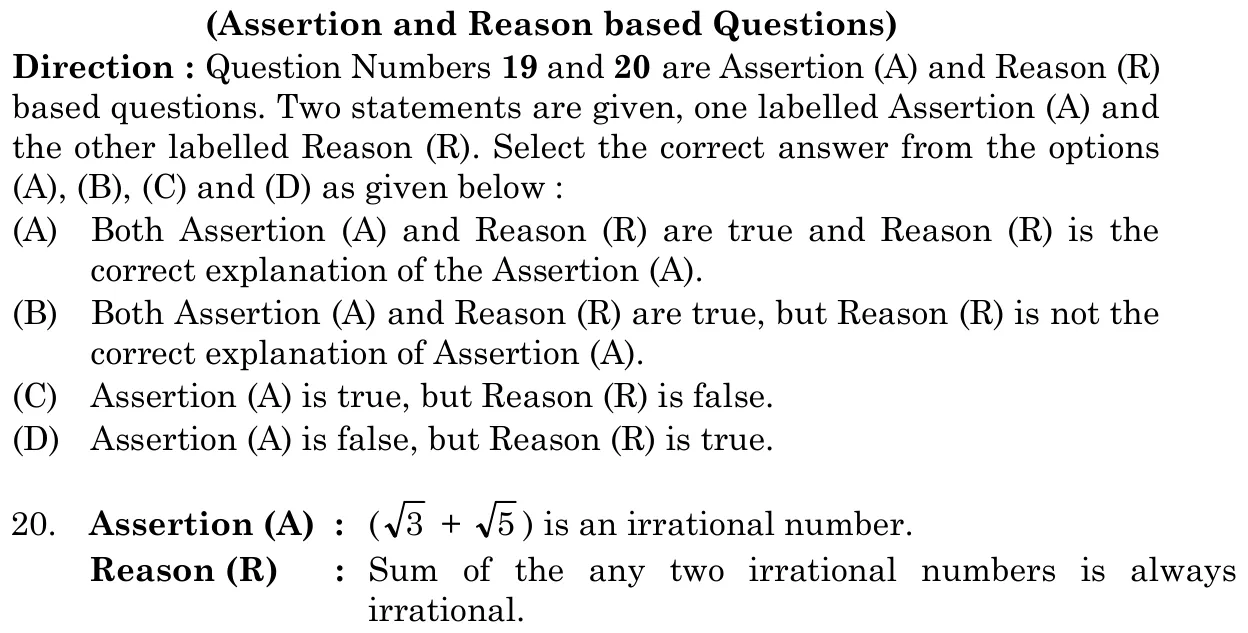 (Assertion and Reason based Questions)
Direction : Question Numbers 19 and 20 are Assertion (A) and Reason (R)
based questions. Two statements are given, one labelled Assertion (A) and
the other labelled Reason (R). Select the correct answer from the options
(A), (B), (C) and (D) as given below :
(A) Both Assertion (A) and Reason (R) are true and Reason (R) is the
correct explanation of the Assertion (A).
(B) Both Assertion (A) and Reason (R) are true, but Reason (R) is not the
correct explanation of Assertion (A).
(C) Assertion (A) is true, but Reason (R) is false.
(D) Assertion (A) is false, but Reason (R) is true.
20. Assertion (A) : (√3 + √5) is an irrational number.
Reason (R) : Sum of the any two irrational numbers is always
irrational.